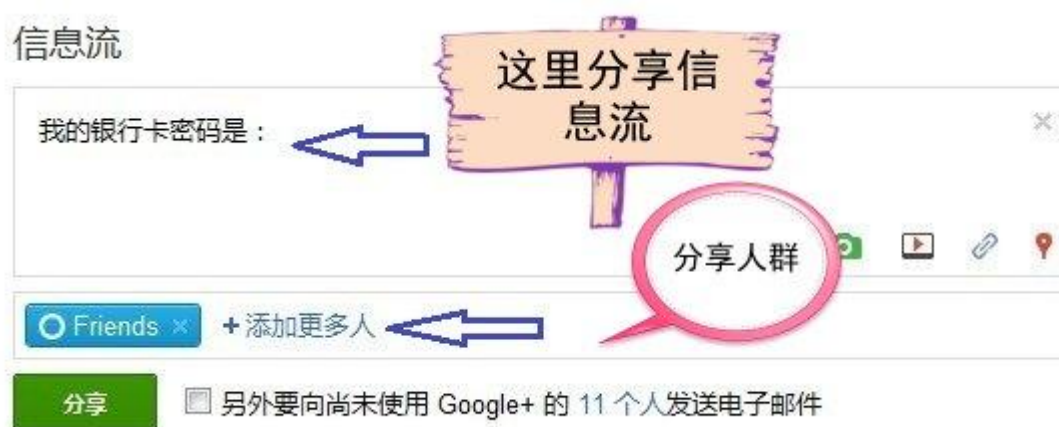 信息流
这里分享信
息流
我的银行卡密码是：
分享人群
Friends × +添加更多人
分享 另外要向尚未使用 Google+ 的 11 个人发送电子邮件